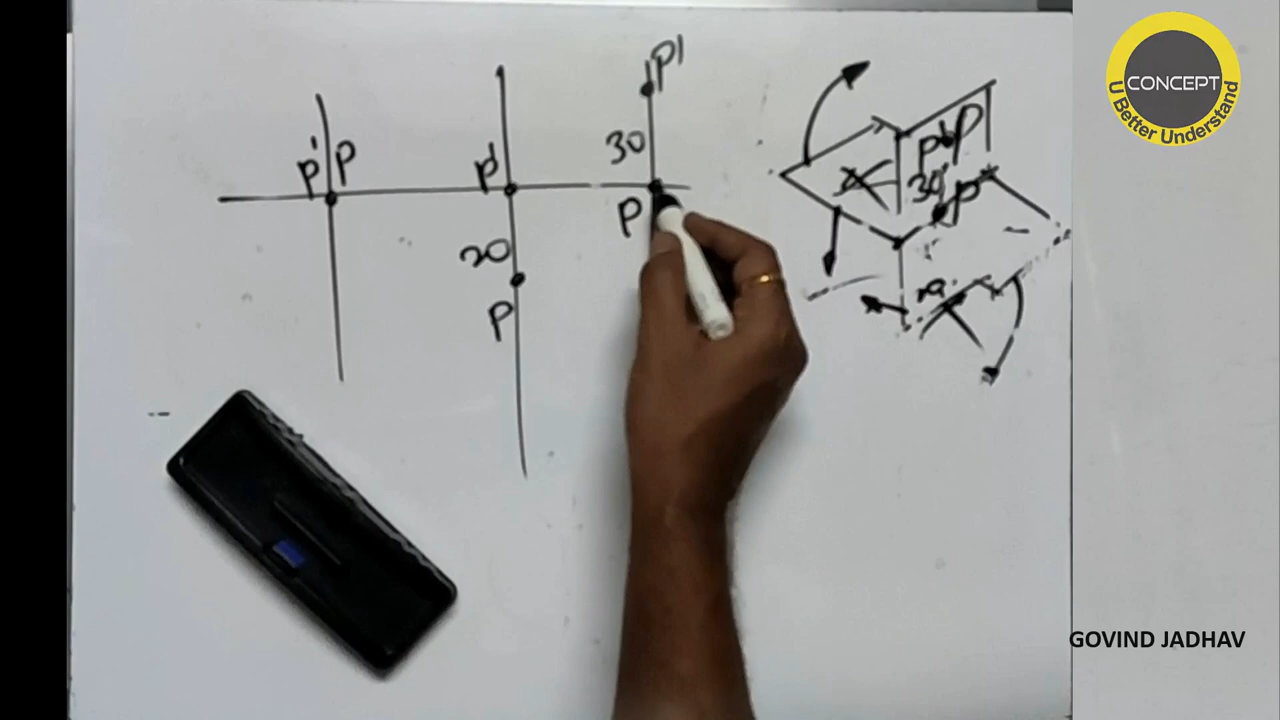 p' p
p'
20
p
p'
30
p
p' p
30
p
CONCEPT
U Better Understand
GOVIND JADHAV